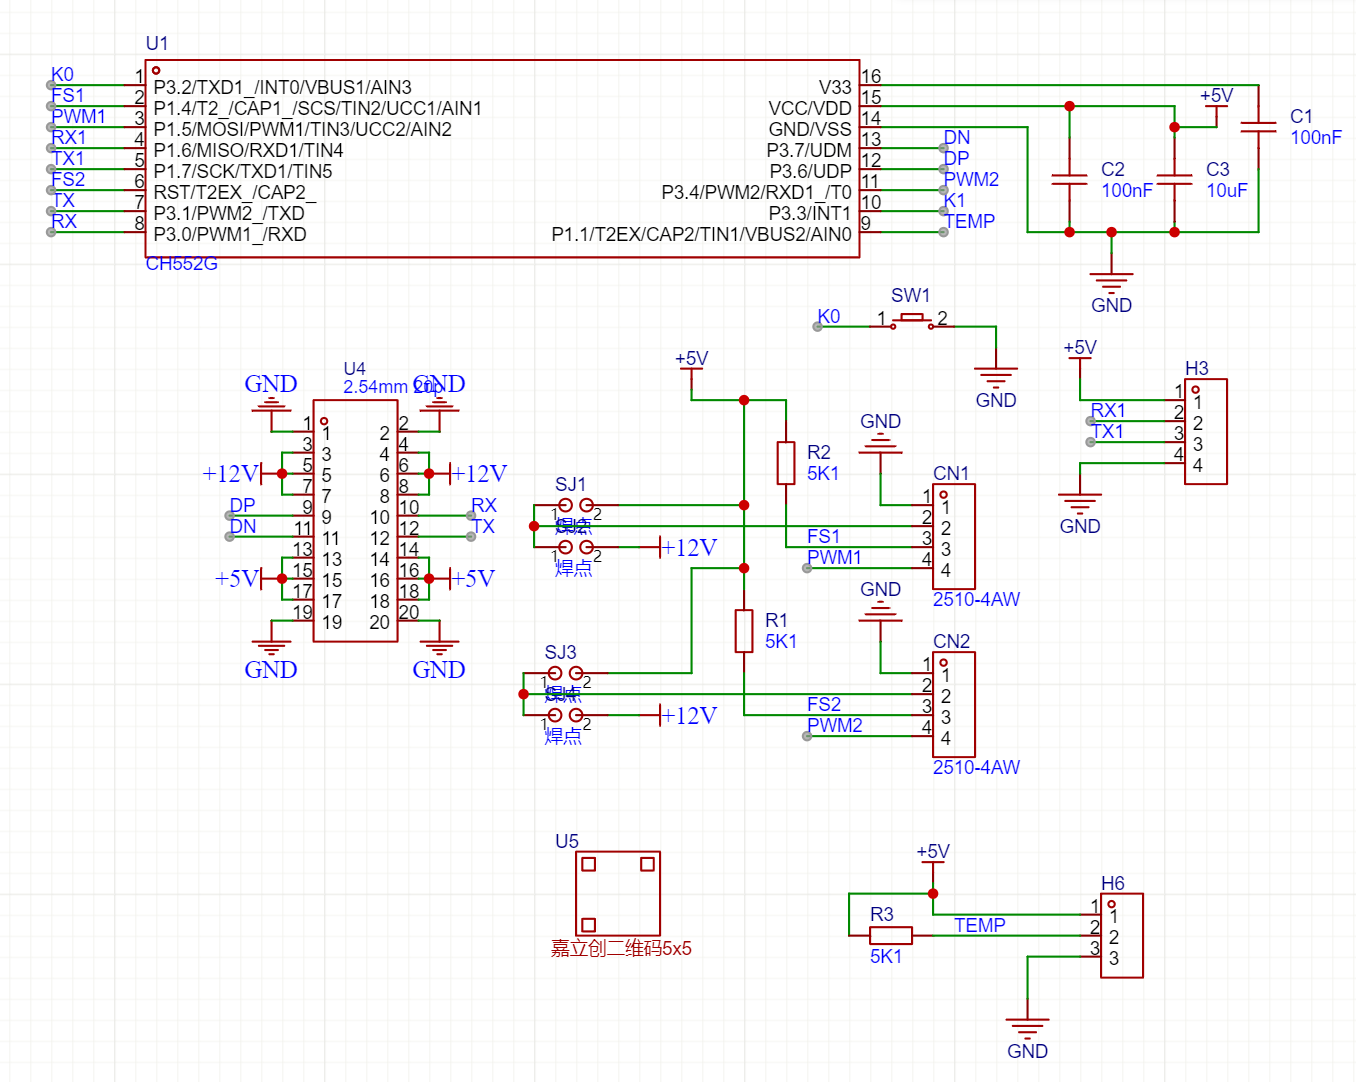 U1
K0
FS1
PWM1
RX1
TX1
FS2
TX
RX
1
2
3
4
5
6
7
8
P3.2/TXD1_/INT0/VBUS1/AIN3
P1.4/T2_/CAP1_/SCS/TIN2/UCC1/AIN1
P1.5/MOSI/PWM1/TIN3/UCC2/AIN2
P1.6/MISO/RXD1/TIN4
P1.7/SCK/TXD1/TIN5
RST/T2EX_/CAP2_
P3.1/PWM2_/TXD
P3.0/PWM1_/RXD
V33
VCC/VDD
GND/VSS
P3.7/UDM
P3.6/UDP
P3.4/PWM2/RXD1_/T0
P3.3/INT1
P1.1/T2EX/CAP2/TIN1/VBUS2/AIN0
16
15
14
13
12
11
10
9
DN
DP
PWM2
K1
TEMP
CH552G
+5V
C1
100nF
C2
100nF
C3
10uF
GND
SW1
K0
1
2
GND
+5V
H3
RX1
TX1
1
2
3
4
1
2
3
4
GND
U4
2.54mm 20p
GND
GND
+12V
+12V
DP
DN
RX
TX
+5V
+5V
GND
GND
1
3
5
7
9
11
13
15
17
19
1
3
5
7
9
11
13
15
17
19
2
4
6
8
10
12
14
16
18
20
2
4
6
8
10
12
14
16
18
20
+5V
R2
5K1
GND
CN1
SJ1
1
2
焊点
1
2
焊点
+12V
FS1
PWM1
1
2
3
4
1
2
3
4
2510-4AW
R1
5K1
GND
CN2
SJ3
1
2
焊点
1
2
焊点
+12V
FS2
PWM2
1
2
3
4
1
2
3
4
2510-4AW
U5
嘉立创二维码5x5
+5V
R3
5K1
TEMP
H6
1
2
3
1
2
3
GND